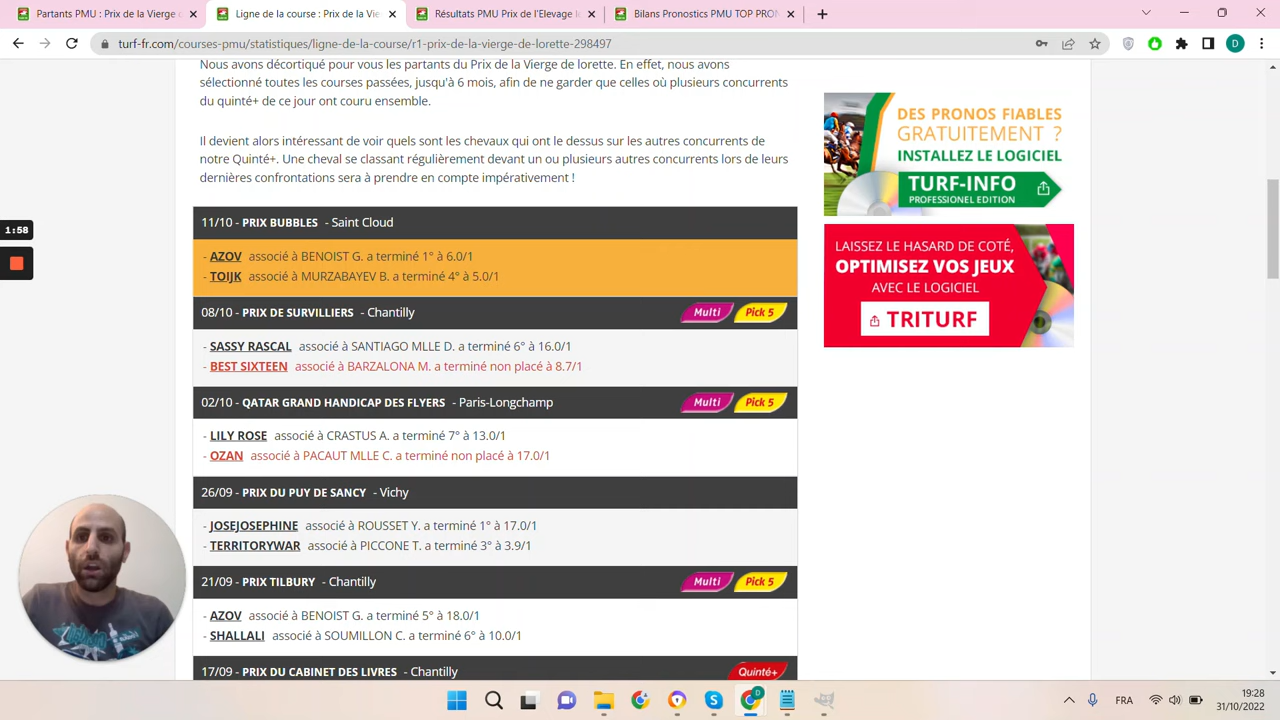 Partants PMU : Prix de la Vierge c
Ligne de la course : Prix de la Vie
Résultats PMU Prix de l'Elevage l
Bilans Pronostics PMU TOP PRON
turf-fr.com/courses-pmu/statistiques/ligne-de-la-course/r1-prix-de-la-vierge-de-lorette-298497
D
Nous avons décortiqué pour vous les partants du Prix de la Vierge de lorette. En effet, nous avons
sélectionné toutes les courses passées, jusqu'à 6 mois, afin de ne garder que celles où plusieurs concurrents
du quinté+ de ce jour ont couru ensemble.
Il devient alors intéressant de voir quels sont les chevaux qui ont le dessus sur les autres concurrents de
notre Quinté+. Une cheval se classant régulièrement devant un ou plusieurs autres concurrents lors de leurs
dernières confrontations sera à prendre en compte impérativement !
DES PRONOS FIABLES
GRATUITEMENT ?
INSTALLEZ LE LOGICIEL
TURF-INFO
PROFESSIONEL EDITION
LAISSEZ LE HASARD DE COTÉ,
OPTIMISEZ VOS JEUX
AVEC LE LOGICIEL
TRITURF
1:58
11/10 - PRIX BUBBLES - Saint Cloud
- AZOV associé à BENOIST G. a terminé 1° à 6.0/1
- TOIJK associé à MURZABAYEV B. a terminé 4° à 5.0/1
08/10 - PRIX DE SURVILLIERS - Chantilly Multi Pick 5
- SASSY RASCAL associé à SANTIAGO MLLE D. a terminé 6° à 16.0/1
- BEST SIXTEEN associé à BARZALONA M. a terminé non placé à 8.7/1
02/10 - QATAR GRAND HANDICAP DES FLYERS - Paris-Longchamp Multi Pick 5
- LILY ROSE associé à CRASTUS A. a terminé 7° à 13.0/1
- OZAN associé à PACAUT MLLE C. a terminé non placé à 17.0/1
26/09 - PRIX DU PUY DE SANCY - Vichy
- JOSEJOSEPHINE associé à ROUSSET Y. a terminé 1° à 17.0/1
- TERRITORYWAR associé à PICCONE T. a terminé 3° à 3.9/1
21/09 - PRIX TILBURY - Chantilly Multi Pick 5
- AZOV associé à BENOIST G. a terminé 5° à 18.0/1
- SHALLALI associé à SOUMILLON C. a terminé 6° à 10.0/1
17/09 - PRIX DU CABINET DES LIVRES - Chantilly Quinté+
FRA
19:28
31/10/2022